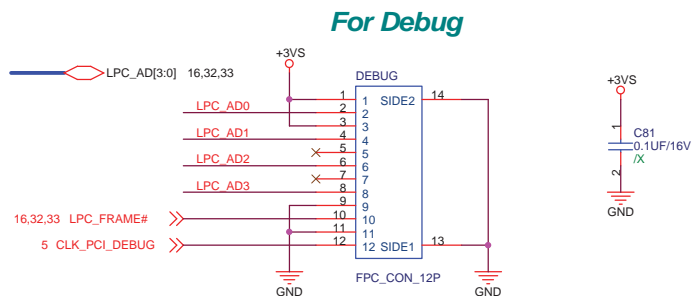 For Debug
+3VS
LPC_AD[3:0] 16,32,33
DEBUG
1 1 SIDE2 14
LPC_AD0 2 2
3 3
LPC_AD1 4 4
5 5
LPC_AD2 6 6
7 7
LPC_AD3 8 8
9 9
16,32,33 LPC_FRAME# 10 10
11 11
5 CLK_PCI_DEBUG 12 12 SIDE1 13
FPC_CON_12P
GND
GND
+3VS
1
C81
0.1UF/16V
/X
2
GND